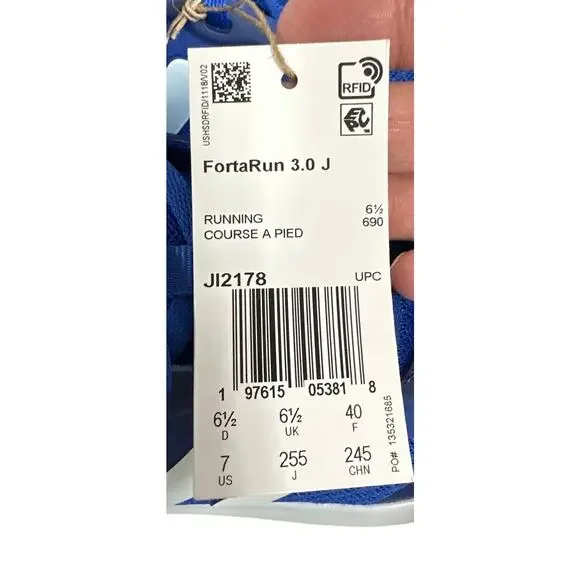 USHSDRFID/1118/V02
RFID
EPC
FortaRun 3.0 J
RUNNING 6½
COURSE A PIED 690
JI2178 UPC
1 97615 05381 8
6½ 6½ 40
D UK F
7 255 245
US J CHN
PO# 135321685